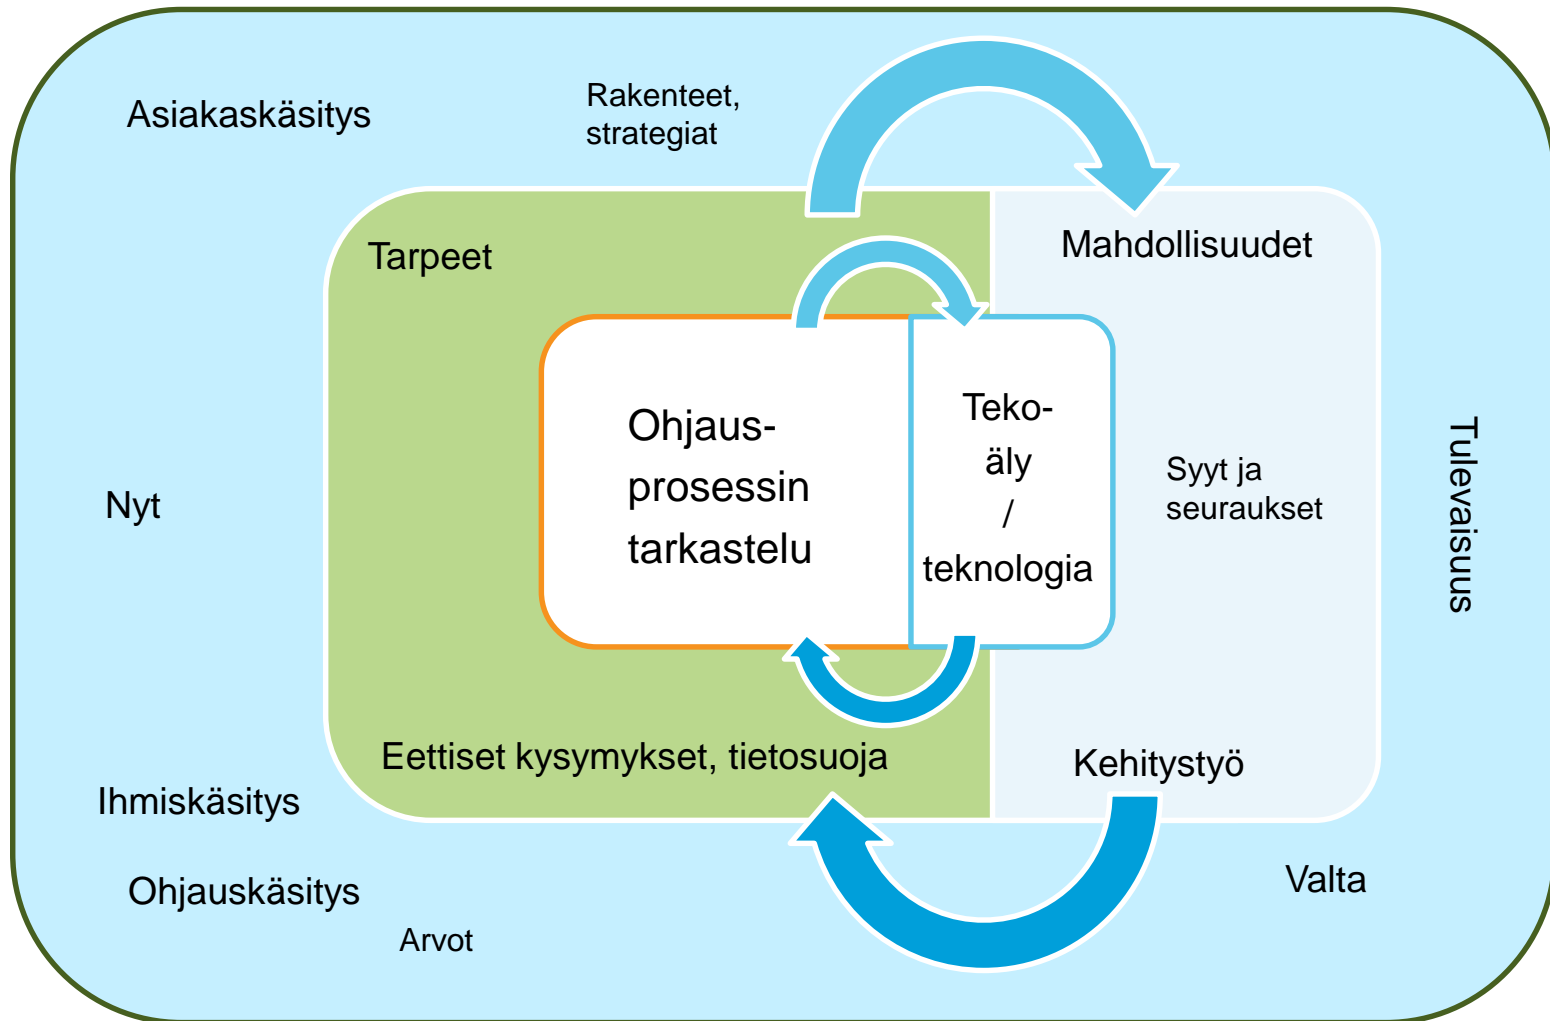 Asiakaskäsitys
Rakenteet,
strategiat
Tarpeet
Mahdollisuudet
Ohjaus-
prosessin
tarkastelu
Teko-
äly
/
teknologia
Syyt ja
seuraukset
Nyt
Tulevaisuus
Eettiset kysymykset, tietosuoja
Kehitystyö
Ihmiskäsitys
Ohjauskäsitys
Arvot
Valta